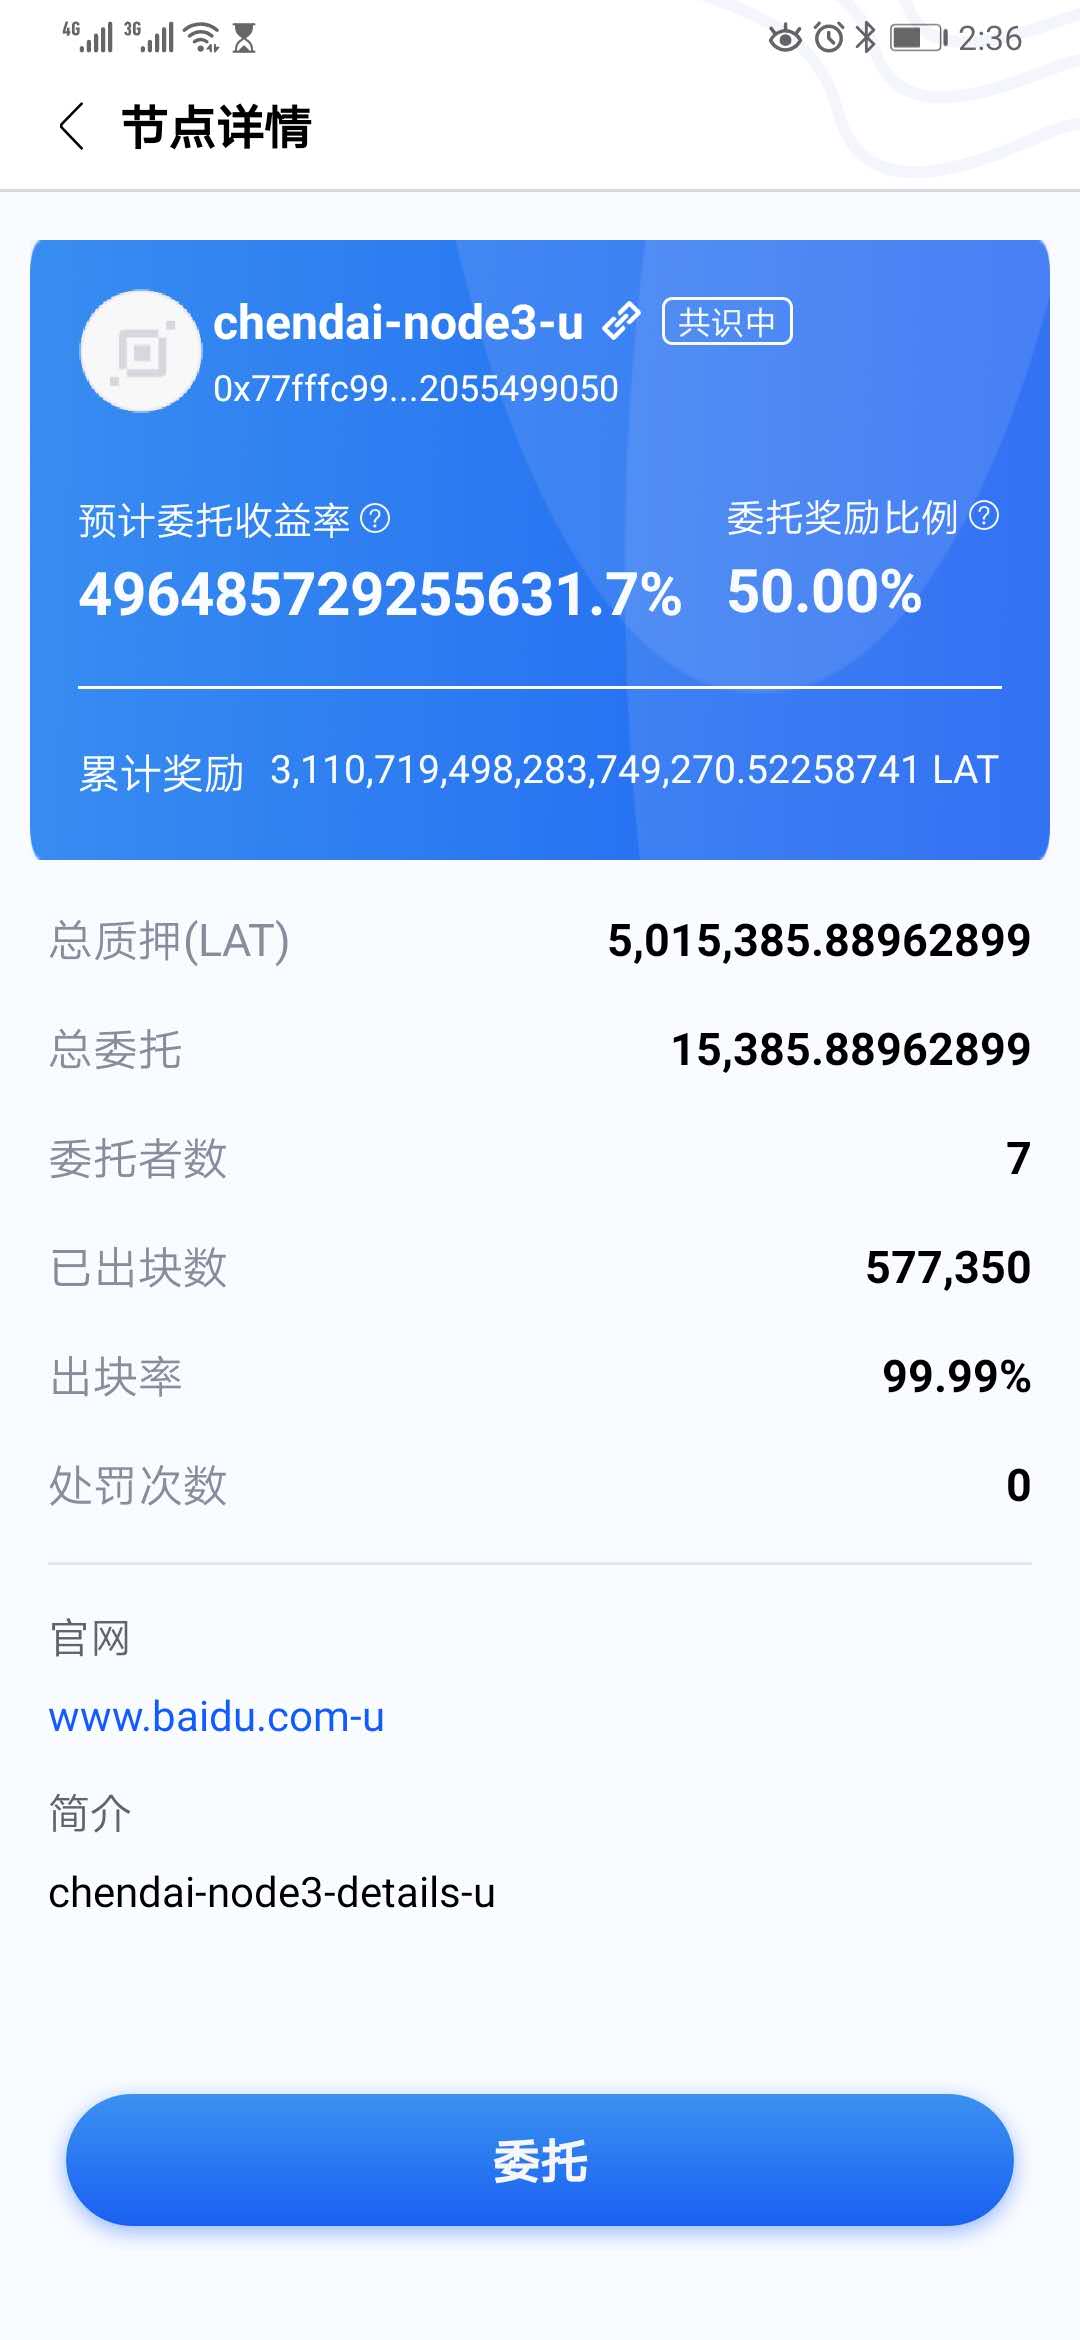 4G 3G 2:36
节点详情
chendai-node3-u 共识中
0x77fffc99...2055499050
预计委托收益率 ? 委托奖励比例 ?
496485729255631.7% 50.00%
累计奖励 3,110,719,498,283,749,270.52258741 LAT
总质押(LAT) 5,015,385.88962899
总委托 15,385.88962899
委托者数 7
已出块数 577,350
出块率 99.99%
处罚次数 0
官网
www.baidu.com-u
简介
chendai-node3-details-u
委托